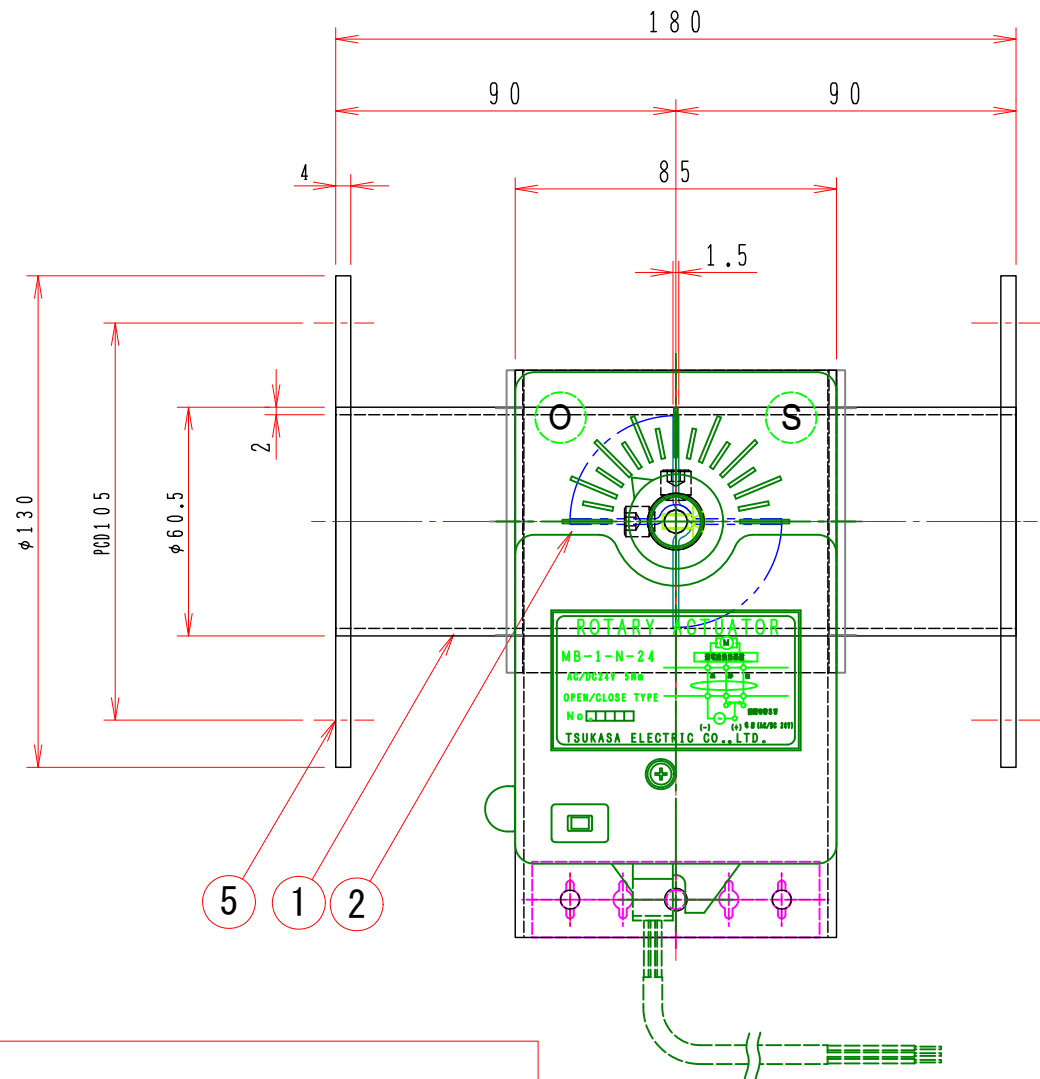 180
90
90
4
85
1.5
O
S
2
φ130
PCD105
φ60.5
ROTARY ACTUATOR
MB-1-N-24
AC/DC24V 5Nm
OPEN/CLOSE TYPE
No.
M
(-)
(+)
TSUKASA ELECTRIC CO.,LTD.
5
1
2